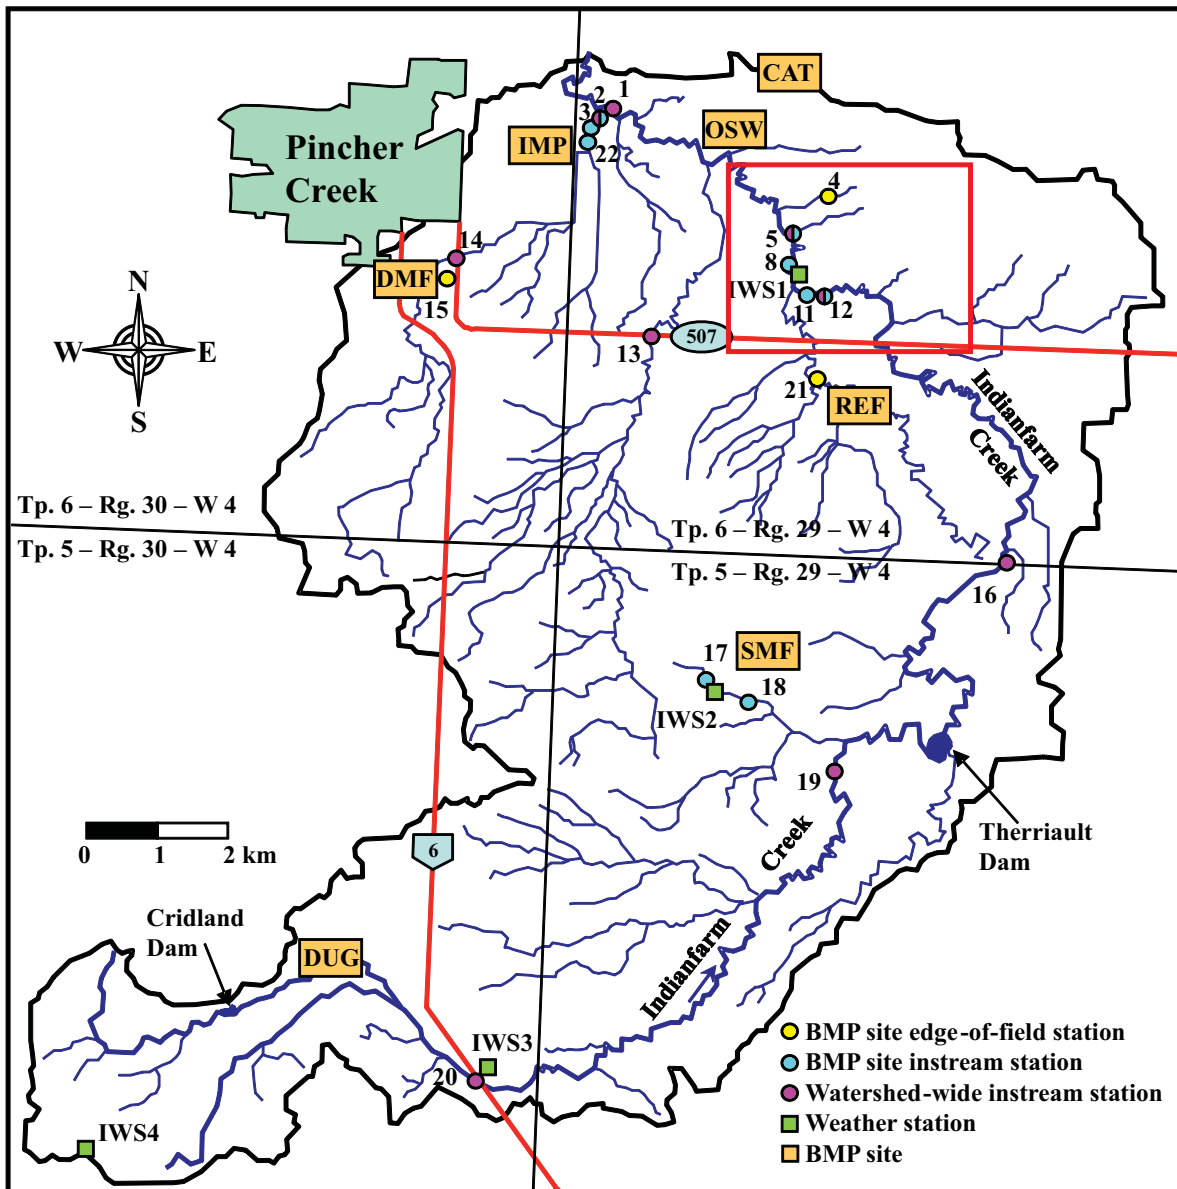 CAT
1
2
OSW
3
IMP
22
Pincher
Creek
4
5
14
8
DMF
IWS1
15
11
12
N
W
E
S
13
507
21
REF
Indianfarm
Creek
Tp. 6 – Rg. 30 – W 4
Tp. 6 – Rg. 29 – W 4
Tp. 5 – Rg. 30 – W 4
Tp. 5 – Rg. 29 – W 4
16
17
SMF
18
IWS2
19
Therriault
Dam
0 1 2 km
6
Creek
Indianfarm
Cridland
Dam
DUG
IWS3
20
IWS4
BMP site edge-of-field station
BMP site instream station
Watershed-wide instream station
Weather station
BMP site